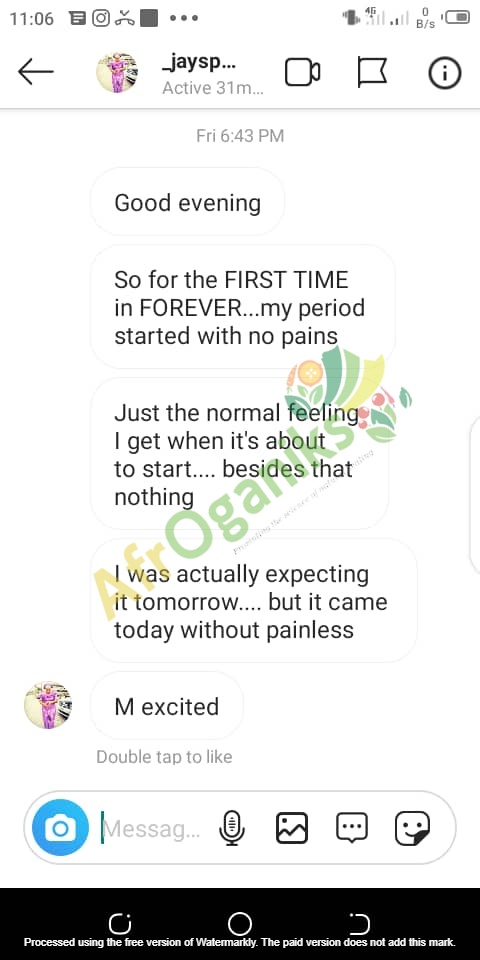 11:06
4G
0
B/s
_jaysp...
Active 31m...
Fri 6:43 PM
Good evening
So for the FIRST TIME
in FOREVER...my period
started with no pains
Just the normal feeling
I get when it's about
to start.... besides that
nothing
AfrOganiks
Promoting the science of natural healing
I was actually expecting
it tomorrow.... but it came
today without painless
M excited
Double tap to like
Messag...
Processed using the free version of Watermarkly. The paid version does not add this mark.